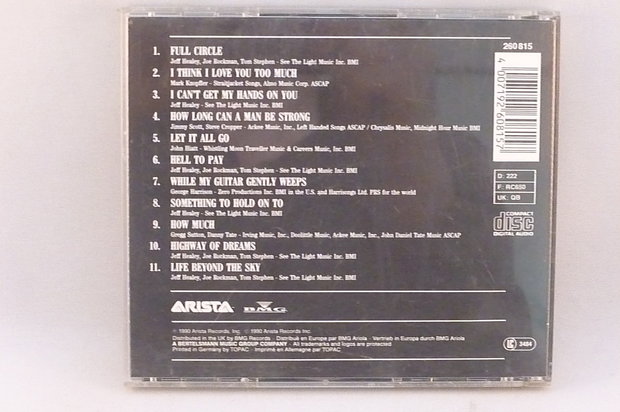 260 815
1. FULL CIRCLE
Jeff Healey, Joe Rockman, Tom Stephen - See The Light Music Inc. BMI
2. I THINK I LOVE YOU TOO MUCH
Mark Knopfler - Straitjacket Songs, Almo Music Corp. ASCAP
3. I CAN'T GET MY HANDS ON YOU
Jeff Healey - See The Light Music Inc. BMI
4. HOW LONG CAN A MAN BE STRONG
Jimmy Scott, Steve Cropper - Ackee Music, Inc., Left Handed Songs ASCAP / Chrysalis Music, Midnight Hour Music BMI
5. LET IT ALL GO
John Hiatt - Whistling Moon Traveller Music & Careers Music, Inc. BMI.
6. HELL TO PAY
Jeff Healey, Joe Rockman, Tom Stephen - See The Light Music Inc. BMI
7. WHILE MY GUITAR GENTLY WEEPS
George Harrison - Zero Productions Inc. BMI in the U.S. and Harrisongs Ltd. PRS for the world
8. SOMETHING TO HOLD ON TO
Jeff Healey - See The Light Music Inc. BMI
9. HOW MUCH
Gregg Sutton, Danny Tate - Irving Music, Inc., Doolittle Music, Ackee Music, Inc., John Daniel Tate Music ASCAP
10. HIGHWAY OF DREAMS
Jeff Healey, Joe Rockman, Tom Stephen - See The Light Music Inc. BMI
11. LIFE BEYOND THE SKY
Jeff Healey, Joe Rockman, Tom Stephen - See The Light Music Inc. BMI
4 007192 608157
D: 222
F: RC650
UK: QB
COMPACT
disc
DIGITAL AUDIO
ARISTA BMG
℗ 1990 Arista Records, Inc. © 1990 Arista Records Inc.
Distributed in the UK by BMG Records · Distribué en Europe par BMG Ariola · Vertrieb in Europa durch BMG Ariola
A BERTELSMANN MUSIC GROUP COMPANY · All trademarks and logos are protected
Printed in Germany by TOPAC · Imprimé en Allemagne par TOPAC
LC 3484